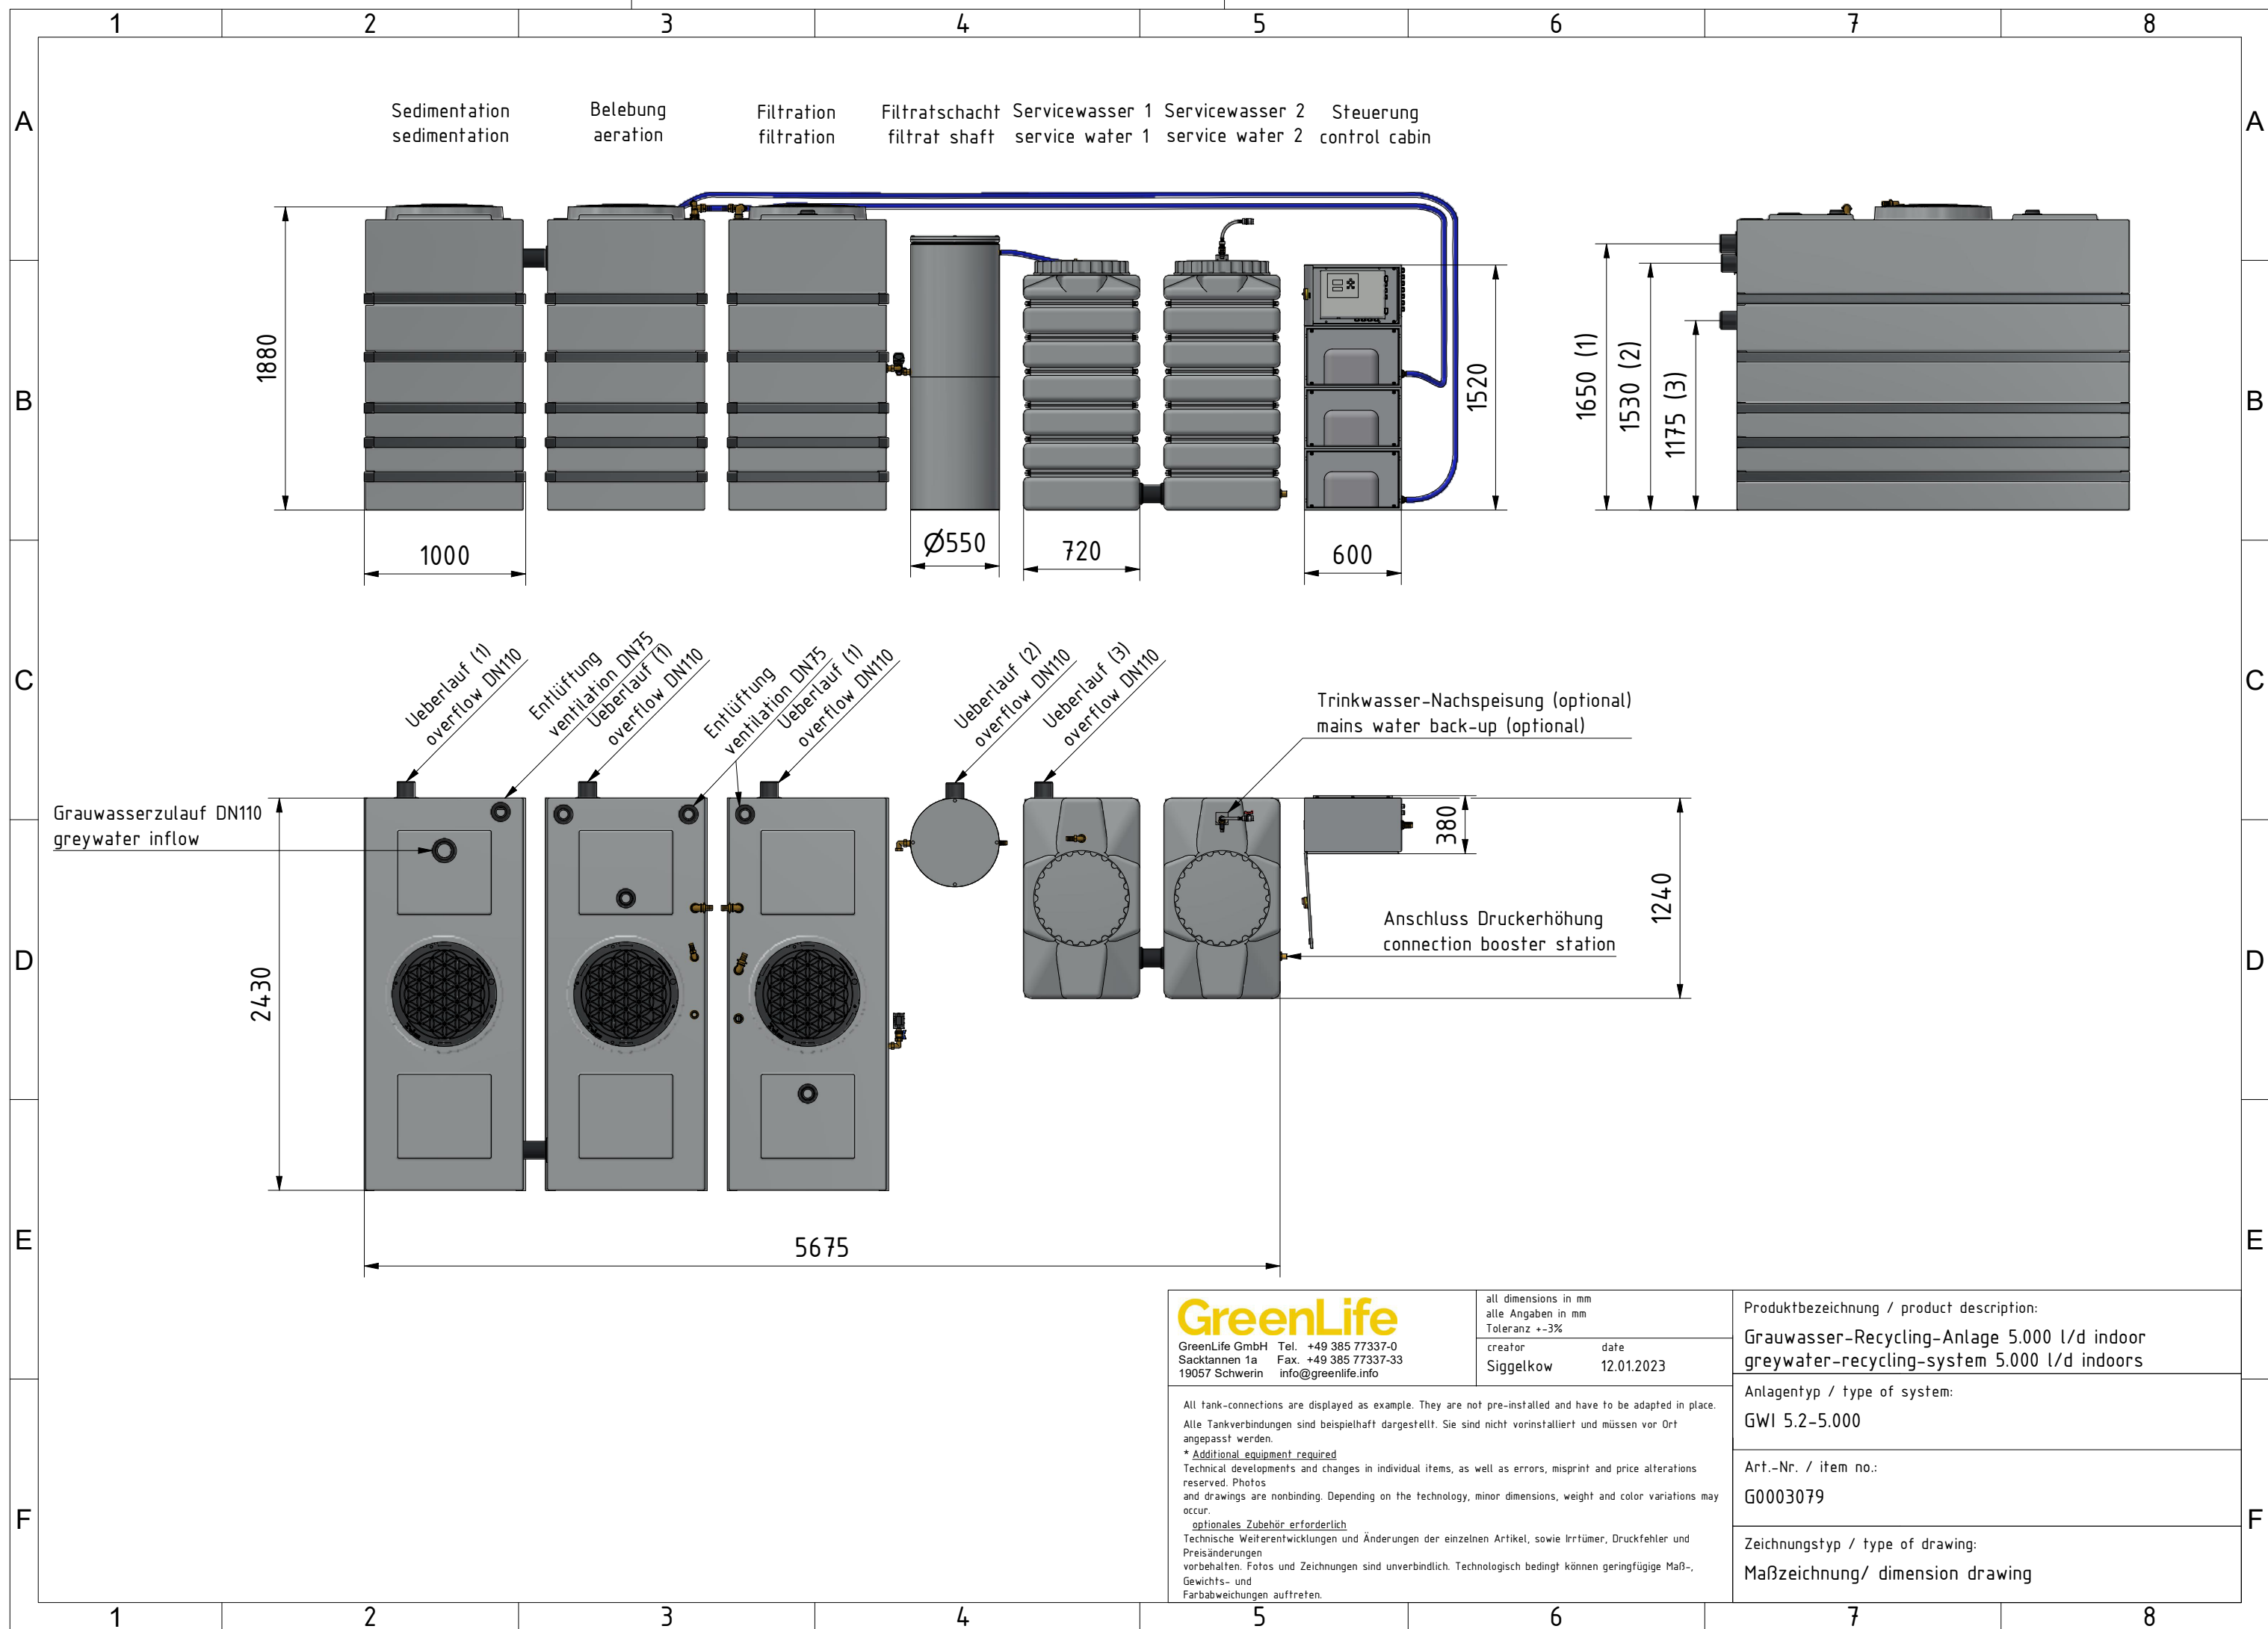 1 2 3 4 5 6 7 8
A A
B B
C C
D D
E E
F F
Sedimentation
sedimentation
Belebung
aeration
Filtration
filtration
Filtratschacht
filtrat shaft
Servicewasser 1
service water 1
Servicewasser 2
service water 2
Steuerung
control cabin
1880
1000
Ø550
720
600
1520
1650 (1)
1530 (2)
1175 (3)
Ueberlauf (1)
overflow DN110
Entlüftung
ventilation DN75
Ueberlauf (1)
overflow DN110
Entlüftung
ventilation DN75
Ueberlauf (1)
overflow DN110
Ueberlauf (2)
overflow DN110
Ueberlauf (3)
overflow DN110
Trinkwasser-Nachspeisung (optional)
mains water back-up (optional)
Grauwasserzulauf DN110
greywater inflow
380
1240
Anschluss Druckerhöhung
connection booster station
2430
5675
GreenLife
GreenLife GmbH Tel. +49 385 77337-0
Sacktannen 1a Fax. +49 385 77337-33
19057 Schwerin info@greenlife.info
all dimensions in mm
alle Angaben in mm
Toleranz +-3%
creator date
Siggelkow 12.01.2023
All tank-connections are displayed as example. They are not pre-installed and have to be adapted in place.
Alle Tankverbindungen sind beispielhaft dargestellt. Sie sind nicht vorinstalliert und müssen vor Ort
angepasst werden.
* Additional equipment required
Technical developments and changes in individual items, as well as errors, misprint and price alterations
reserved. Photos
and drawings are nonbinding. Depending on the technology, minor dimensions, weight and color variations may
occur.
optionales Zubehör erforderlich
Technische Weiterentwicklungen und Änderungen der einzelnen Artikel, sowie Irrtümer, Druckfehler und
Preisänderungen
vorbehalten. Fotos und Zeichnungen sind unverbindlich. Technologisch bedingt können geringfügige Maß-,
Gewichts- und
Farbabweichungen auftreten.
Produktbezeichnung / product description:
Grauwasser-Recycling-Anlage 5.000 l/d indoor
greywater-recycling-system 5.000 l/d indoors
Anlagentyp / type of system:
GWI 5.2-5.000
Art.-Nr. / item no.:
G0003079
Zeichnungstyp / type of drawing:
Maßzeichnung/ dimension drawing
1 2 3 4 5 6 7 8